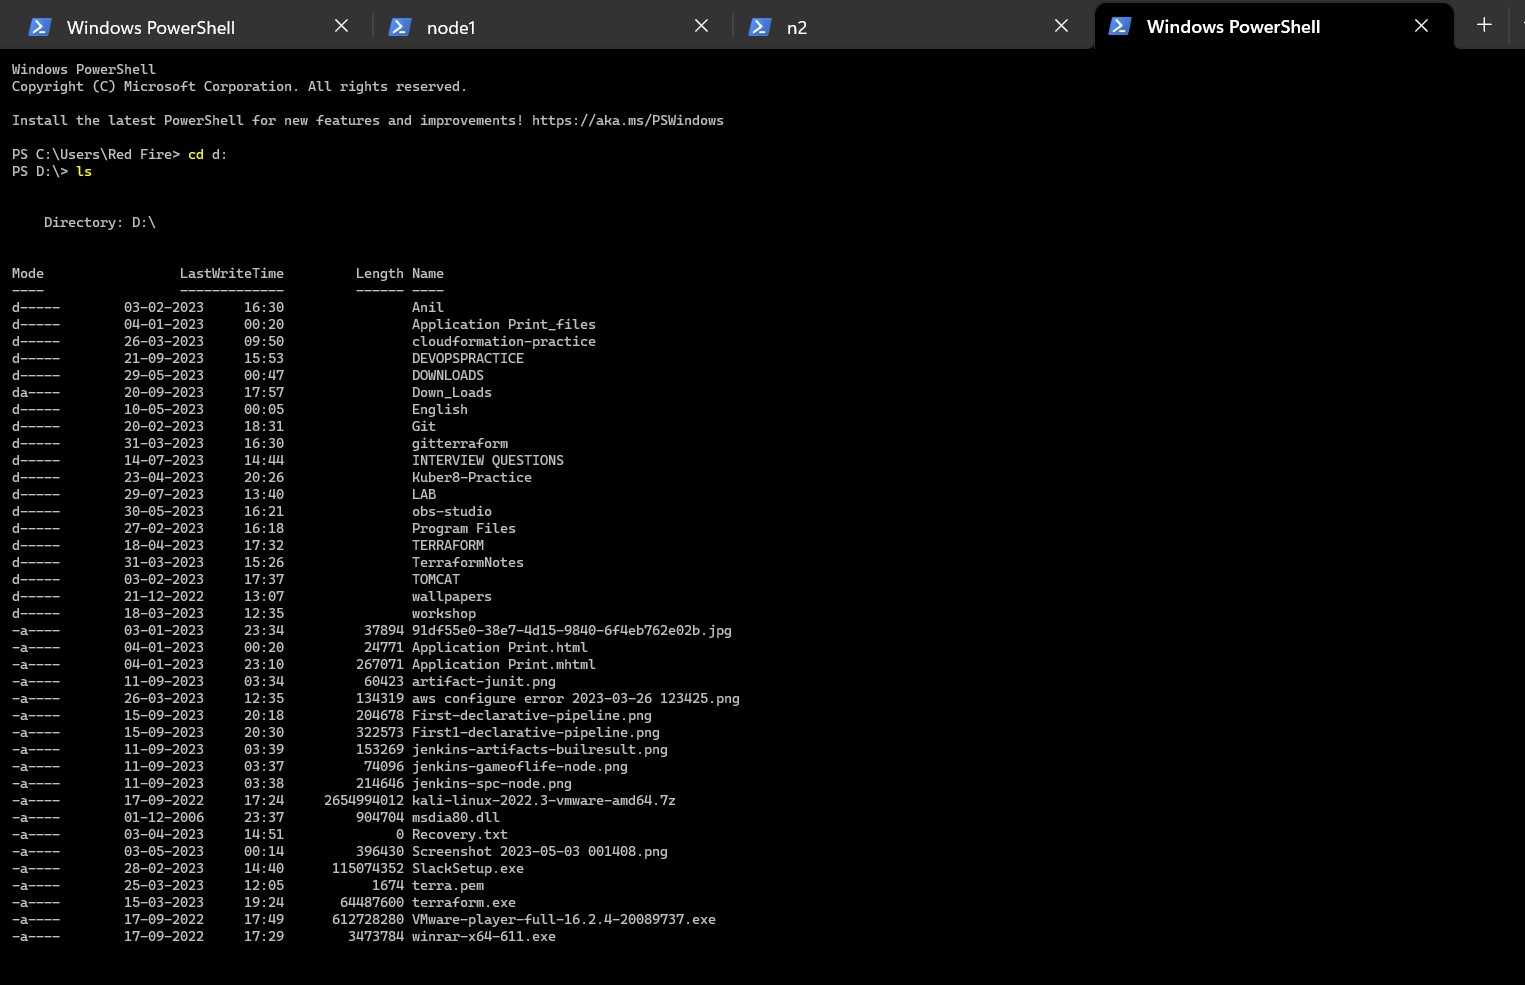 Windows PowerShell
node1
n2
Windows PowerShell
Windows PowerShell
Copyright (C) Microsoft Corporation. All rights reserved.
Install the latest PowerShell for new features and improvements! https://aka.ms/PSWindows
PS C:\Users\Red Fire> cd d:
PS D:\> ls
Directory: D:\
Mode                 LastWriteTime         Length Name
----                 -------------         ------ ----
d-----        03-02-2023     16:30                Anil
d-----        04-01-2023     00:20                Application Print_files
d-----        26-03-2023     09:50                cloudformation-practice
d-----        21-09-2023     15:53                DEVOPSPRACTICE
d-----        29-05-2023     00:47                DOWNLOADS
da----        20-09-2023     17:57                Down_Loads
d-----        10-05-2023     00:05                English
d-----        20-02-2023     18:31                Git
d-----        31-03-2023     16:30                gitterraform
d-----        14-07-2023     14:44                INTERVIEW QUESTIONS
d-----        23-04-2023     20:26                Kuber8-Practice
d-----        29-07-2023     13:40                LAB
d-----        30-05-2023     16:21                obs-studio
d-----        27-02-2023     16:18                Program Files
d-----        18-04-2023     17:32                TERRAFORM
d-----        31-03-2023     15:26                TerraformNotes
d-----        03-02-2023     17:37                TOMCAT
d-----        21-12-2022     13:07                wallpapers
d-----        18-03-2023     12:35                workshop
-a----        03-01-2023     23:34          37894 91df55e0-38e7-4d15-9840-6f4eb762e02b.jpg
-a----        04-01-2023     00:20          24771 Application Print.html
-a----        04-01-2023     23:10         267071 Application Print.mhtml
-a----        11-09-2023     03:34          60423 artifact-junit.png
-a----        26-03-2023     12:35         134319 aws configure error 2023-03-26 123425.png
-a----        15-09-2023     20:18         204678 First-declarative-pipeline.png
-a----        15-09-2023     20:30         322573 First1-declarative-pipeline.png
-a----        11-09-2023     03:39         153269 jenkins-artifacts-builresult.png
-a----        11-09-2023     03:37          74096 jenkins-gameoflife-node.png
-a----        11-09-2023     03:38         214646 jenkins-spc-node.png
-a----        17-09-2022     17:24     2654994012 kali-linux-2022.3-vmware-amd64.7z
-a----        01-12-2006     23:37         904704 msdia80.dll
-a----        03-04-2023     14:51              0 Recovery.txt
-a----        03-05-2023     00:14         396430 Screenshot 2023-05-03 001408.png
-a----        28-02-2023     14:40      115074352 SlackSetup.exe
-a----        25-03-2023     12:05           1674 terra.pem
-a----        15-03-2023     19:24       64487600 terraform.exe
-a----        17-09-2022     17:49      612728280 VMware-player-full-16.2.4-20089737.exe
-a----        17-09-2022     17:29        3473784 winrar-x64-611.exe